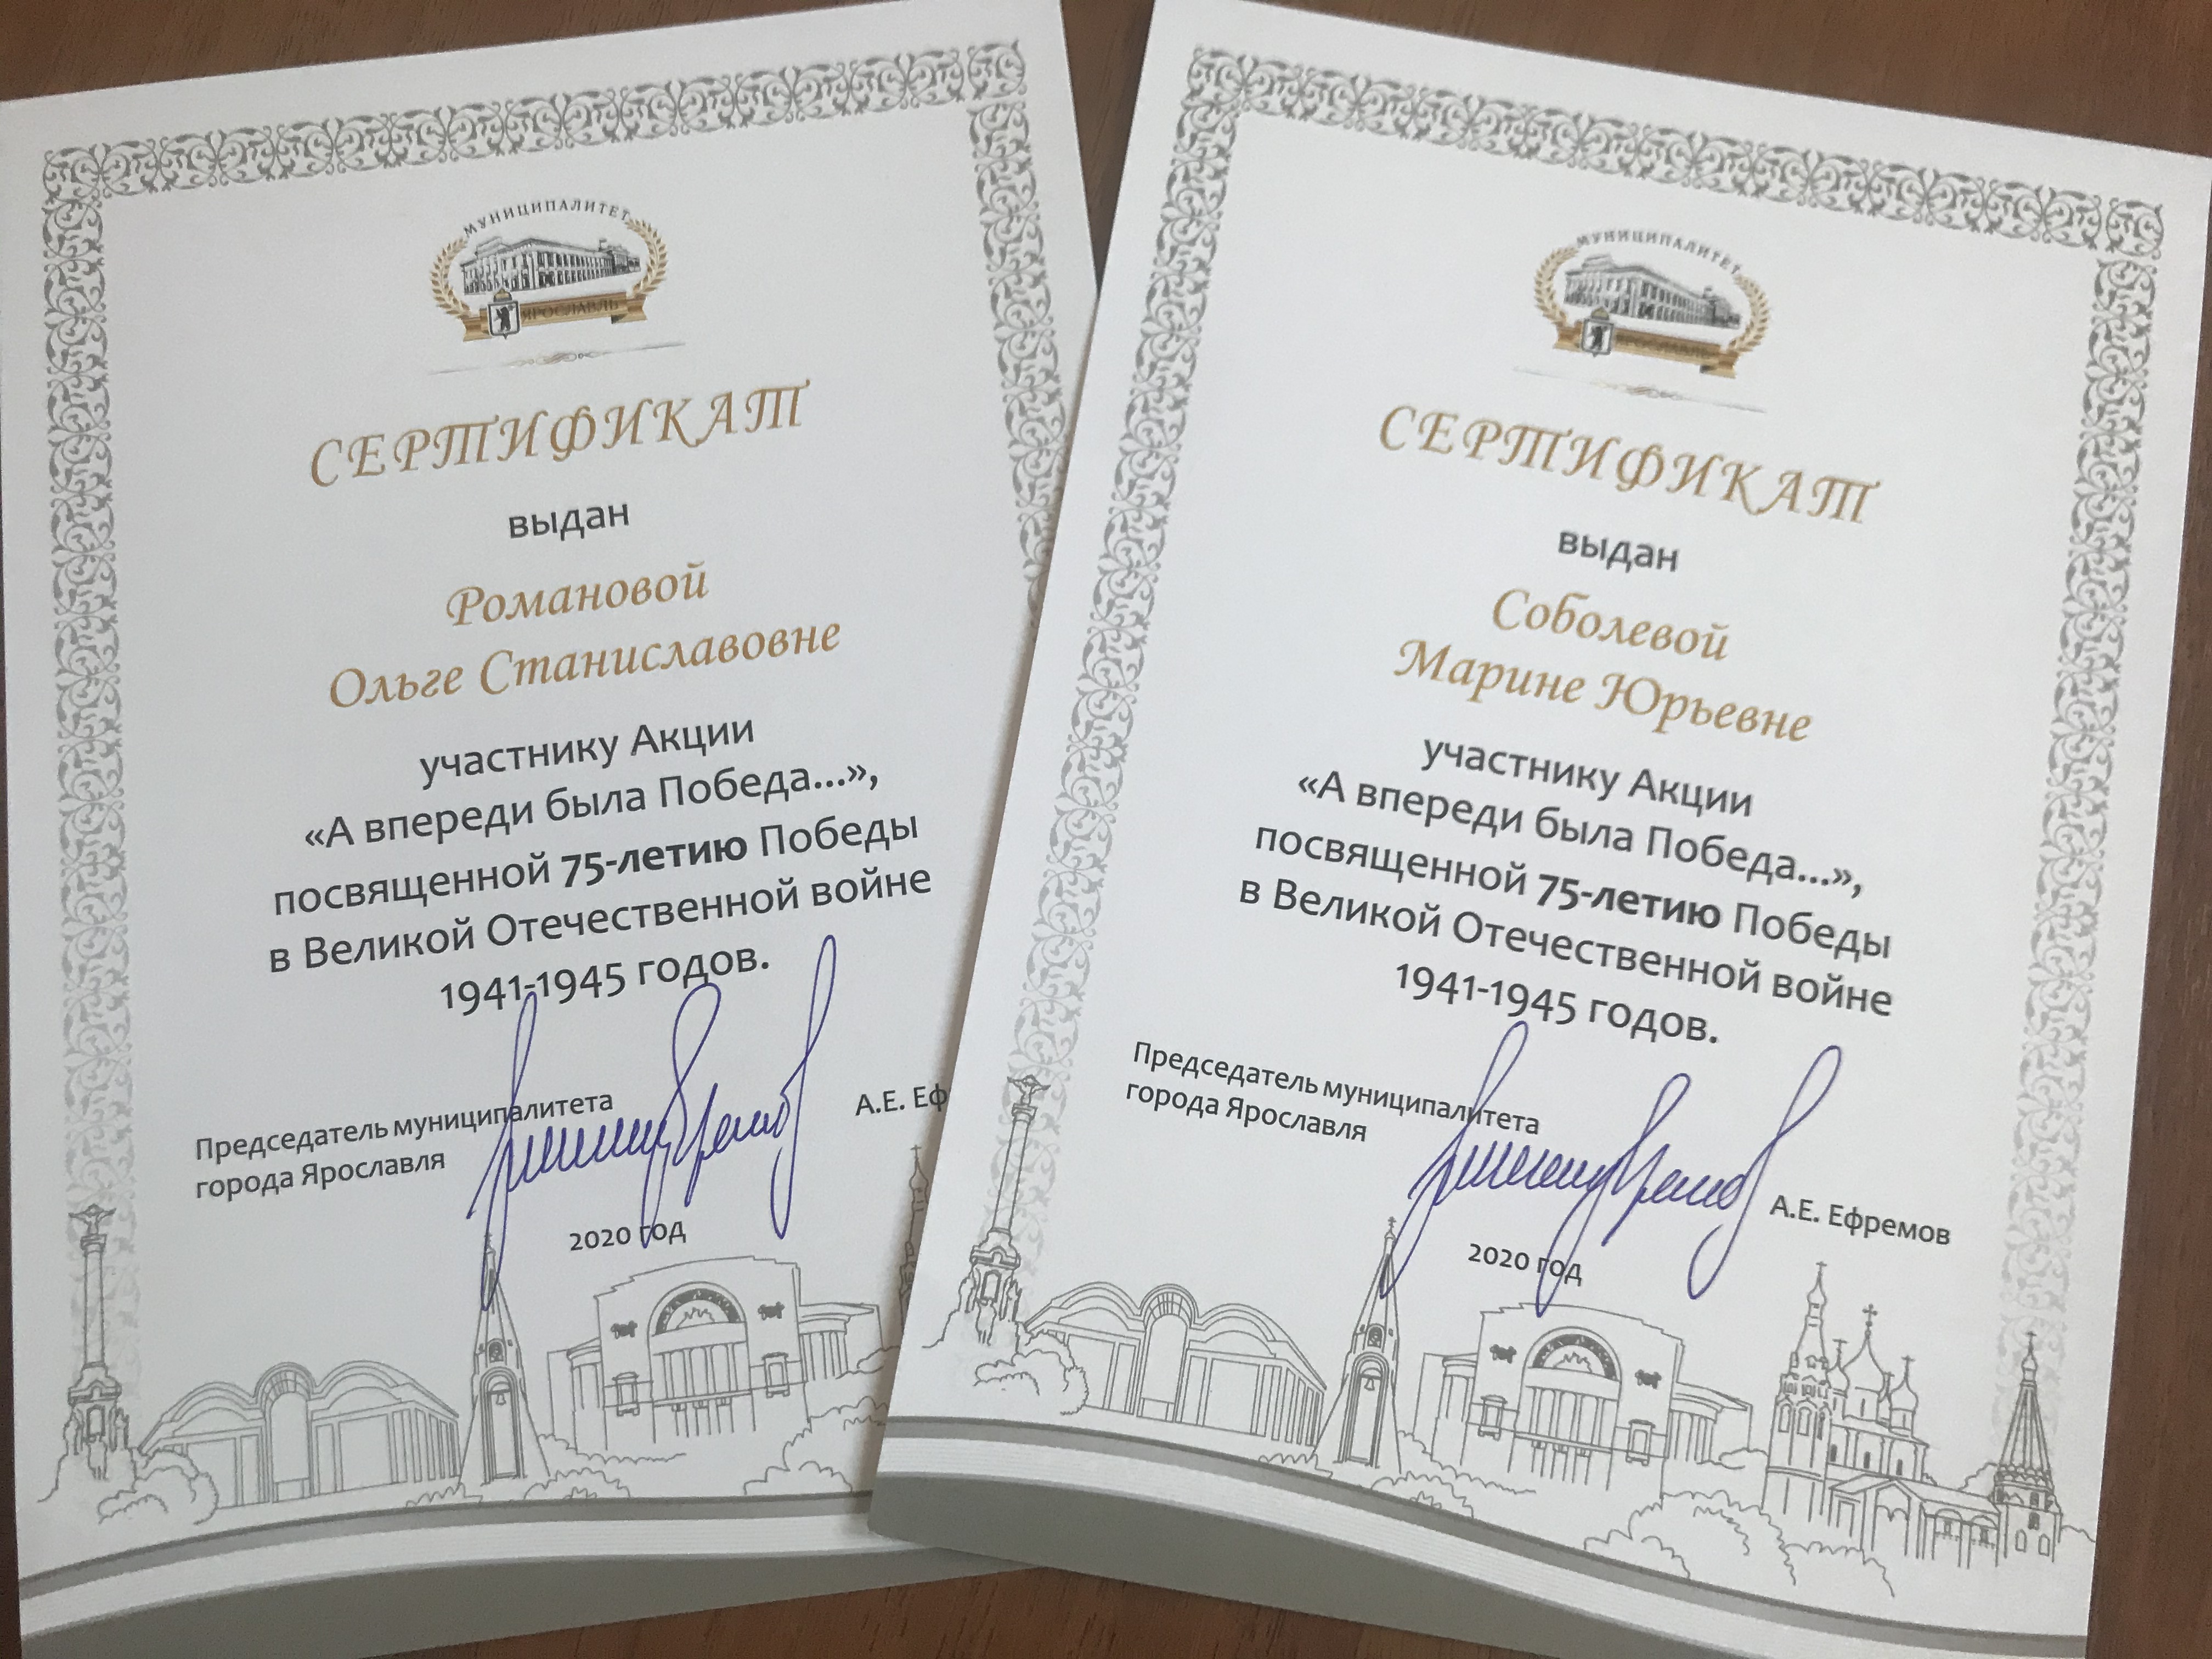 МУНИЦИПАЛИТЕТ
ЯРОСЛАВЛЬ
СЕРТИФИКАТ
выдан
Романовой
Ольге Станиславовне
участнику Акции
«А впереди была Победа...»,
посвященной 75-летию Победы
в Великой Отечественной войне
1941-1945 годов.
Председатель муниципалитета
города Ярославля
А.Е. Еф
2020 год
МУНИЦИПАЛИТЕТ
ЯРОСЛАВЛЬ
СЕРТИФИКАТ
выдан
Соболевой
Марине Юрьевне
участнику Акции
«А впереди была Победа...»,
посвященной 75-летию Победы
в Великой Отечественной войне
1941-1945 годов.
Председатель муниципалитета
города Ярославля
А.Е. Ефремов
2020 год